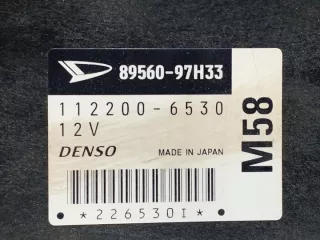 89560-97H33
112200-6530
12V
DENSO MADE IN JAPAN
M58
*226530I*